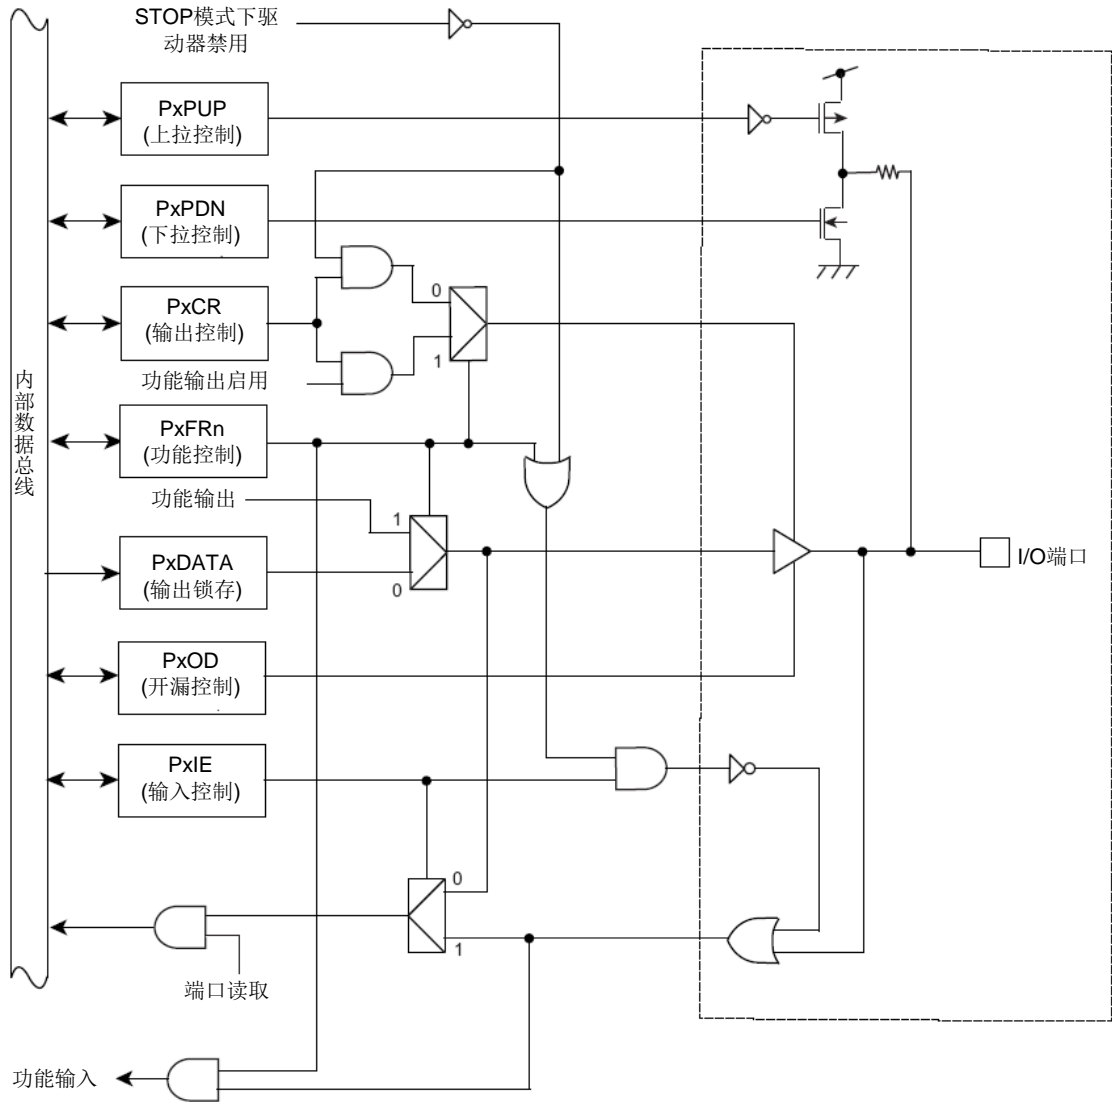 STOP模式下驱
动器禁用
PxPUP
(上拉控制)
PxPDN
(下拉控制)
PxCR
(输出控制)
0
1
功能输出启用
内部数据总线
PxFRn
(功能控制)
功能输出
1
0
PxDATA
(输出锁存)
I/O端口
PxOD
(开漏控制)
PxIE
(输入控制)
0
1
端口读取
功能输入